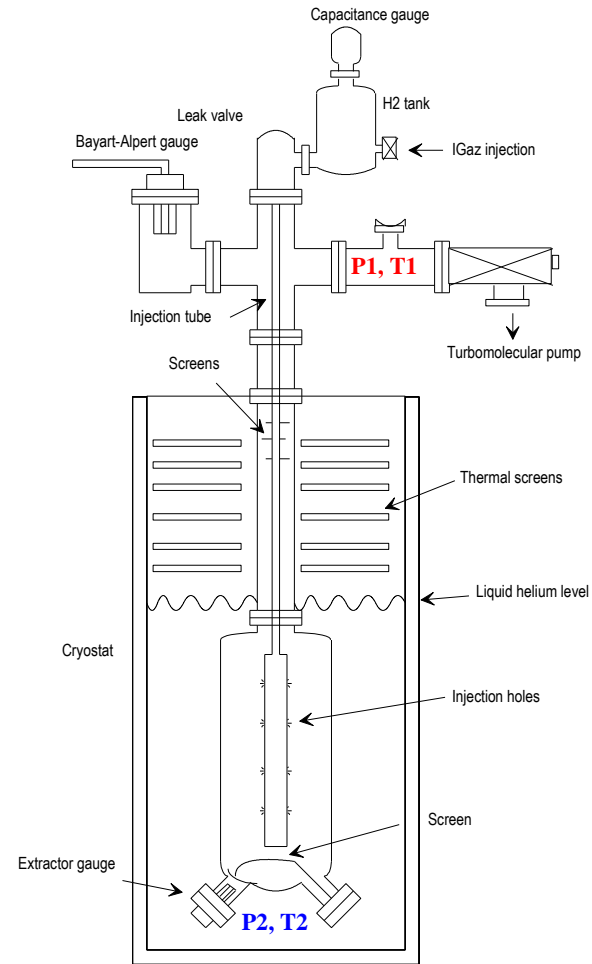 Capacitance gauge
H2 tank
Leak valve
Bayart-Alpert gauge
IGaz injection
P1, T1
Injection tube
Turbomolecular pump
Screens
Thermal screens
Liquid helium level
Cryostat
Injection holes
Screen
Extractor gauge
P2, T2